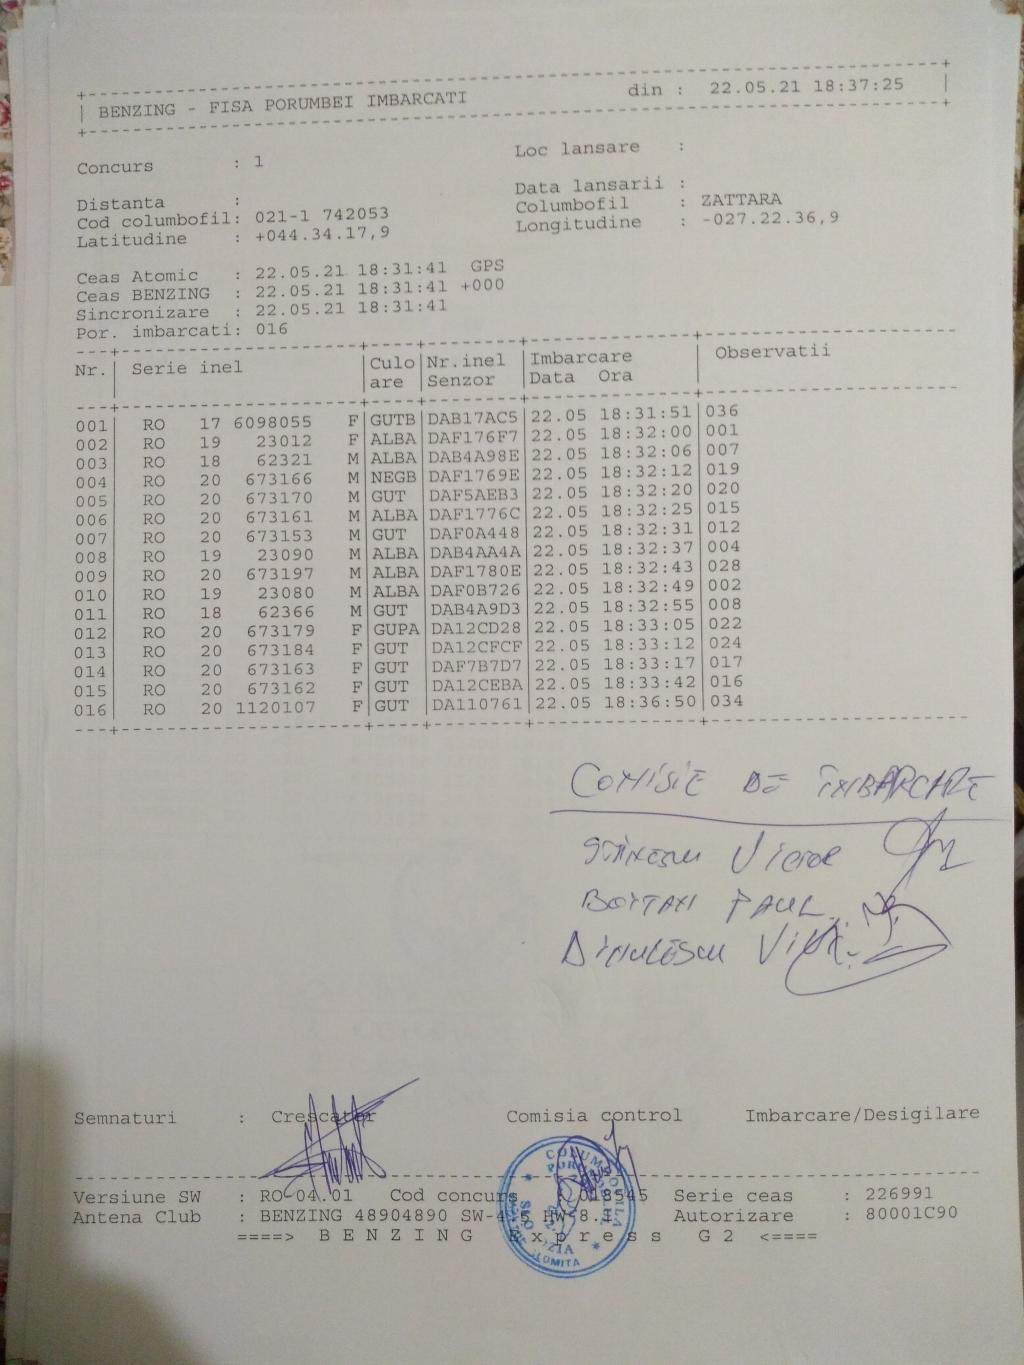 BENZING - FISA PORUMBEI IMBARCATI din : 22.05.21 18:37:25
Concurs : 1 Loc lansare :
Distanta : Data lansarii :
Cod columbofil: 021-1 742053 Columbofil : ZATTARA
Latitudine : +044.34.17,9 Longitudine : -027.22.36,9
Ceas Atomic : 22.05.21 18:31:41 GPS
Ceas BENZING : 22.05.21 18:31:41 +000
Sincronizare : 22.05.21 18:31:41
Por. imbarcati: 016
Nr. Serie inel Culo Nr.inel Imbarcare Observatii
are Senzor Data Ora
001 RO 17 6098055 F GUTB DAB17AC5 22.05 18:31:51 036
002 RO 19 23012 F ALBA DAF176F7 22.05 18:32:00 001
003 RO 18 62321 M ALBA DAB4A98E 22.05 18:32:06 007
004 RO 20 673166 M NEGB DAF1769E 22.05 18:32:12 019
005 RO 20 673170 M GUT DAF5AEB3 22.05 18:32:20 020
006 RO 20 673161 M ALBA DAF1776C 22.05 18:32:25 015
007 RO 20 673153 M GUT DAF0A448 22.05 18:32:31 012
008 RO 19 23090 M ALBA DAB4AA4A 22.05 18:32:37 004
009 RO 20 673197 M ALBA DAF1780E 22.05 18:32:43 028
010 RO 19 23080 M ALBA DAF0B726 22.05 18:32:49 002
011 RO 18 62366 M GUT DAB4A9D3 22.05 18:32:55 008
012 RO 20 673179 F GUPA DA12CD28 22.05 18:33:05 022
013 RO 20 673184 F GUT DA12CFCF 22.05 18:33:12 024
014 RO 20 673163 F GUT DAF7B7D7 22.05 18:33:17 017
015 RO 20 673162 F GUT DA12CEBA 22.05 18:33:42 016
016 RO 20 1120107 F GUT DA110761 22.05 18:36:50 034
COMISIE DE IMBARCARE
Victor
PAUL
DINULESCU
Semnaturi : Crescator Comisia control Imbarcare/Desigilare
Versiune SW : RO-04.01 Cod concurs Serie ceas : 226991
Antena Club : BENZING 48904890 Autorizare : 80001C90
====> BENZING Express G2 <====